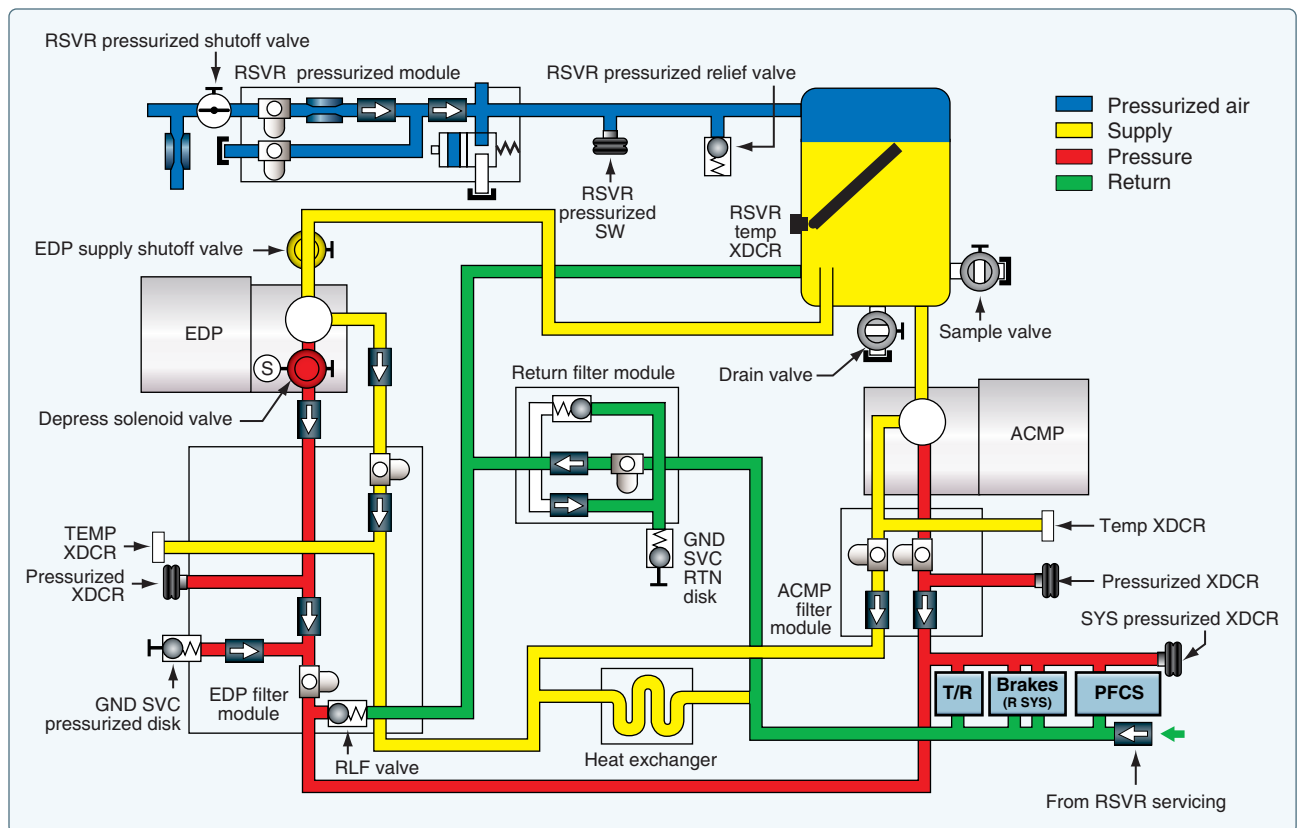 RSVR pressurized shutoff valve
RSVR pressurized module
RSVR pressurized relief valve
Pressurized air
Supply
Pressure
Return
RSVR
pressurized
SW
RSVR
temp
XDCR
EDP supply shutoff valve
EDP
S
Depress solenoid valve
Sample valve
Drain valve
Return filter module
ACMP
TEMP
XDCR
Pressurized
XDCR
GND
SVC
RTN
disk
Temp XDCR
Pressurized XDCR
ACMP
filter
module
SYS pressurized XDCR
GND SVC
pressurized disk
EDP filter
module
RLF valve
Heat exchanger
T/R
Brakes
(R SYS)
PFCS
From RSVR servicing